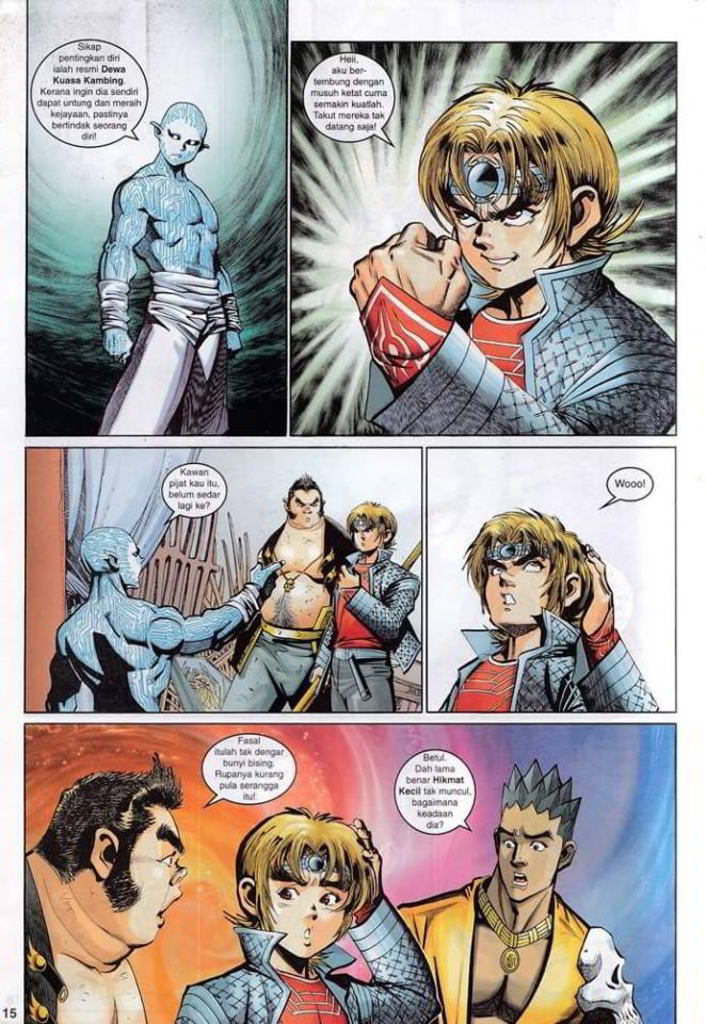 Sikap
pentingkan diri
ialah resmi Dewa
Kuasa Kambing.
Kerana ingin dia sendiri
dapat untung dan meraih
kejayaan, pastinya
bertindak seorang
diri!
Heii,
aku ber-
tembung dengan
musuh ketat cuma
semakin kuatlah.
Takut mereka tak
datang saja!
Kawan
pijat kau itu,
belum sedar
lagi ke?
Wooo!
Fasal
itulah tak dengar
bunyi bising.
Rupanya kurang
pula serangga
itu!
Betul.
Dah lama
benar Hikmat
Kecil tak muncul,
bagaimana
keadaan
dia?
15